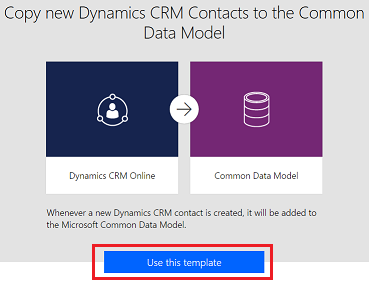 Copy new Dynamics CRM Contacts to the Common
Data Model
Dynamics CRM Online
Common Data Model
Whenever a new Dynamics CRM contact is created, it will be added to
the Microsoft Common Data Model.
Use this template